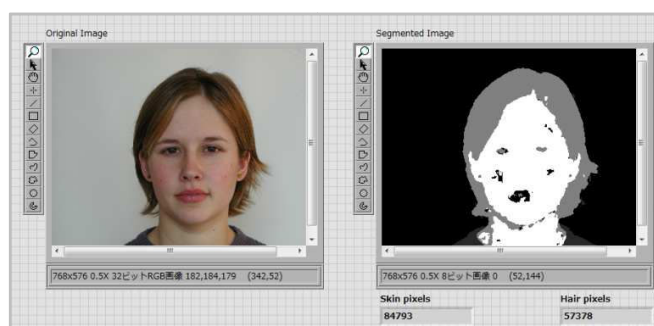 Original Image
Segmented Image
768x576 0.5X 32ビットRGB画像 182,184,179 (342,52)
768x576 0.5X 8ビット画像 0 (52,144)
Skin pixels
Hair pixels
84793
57378